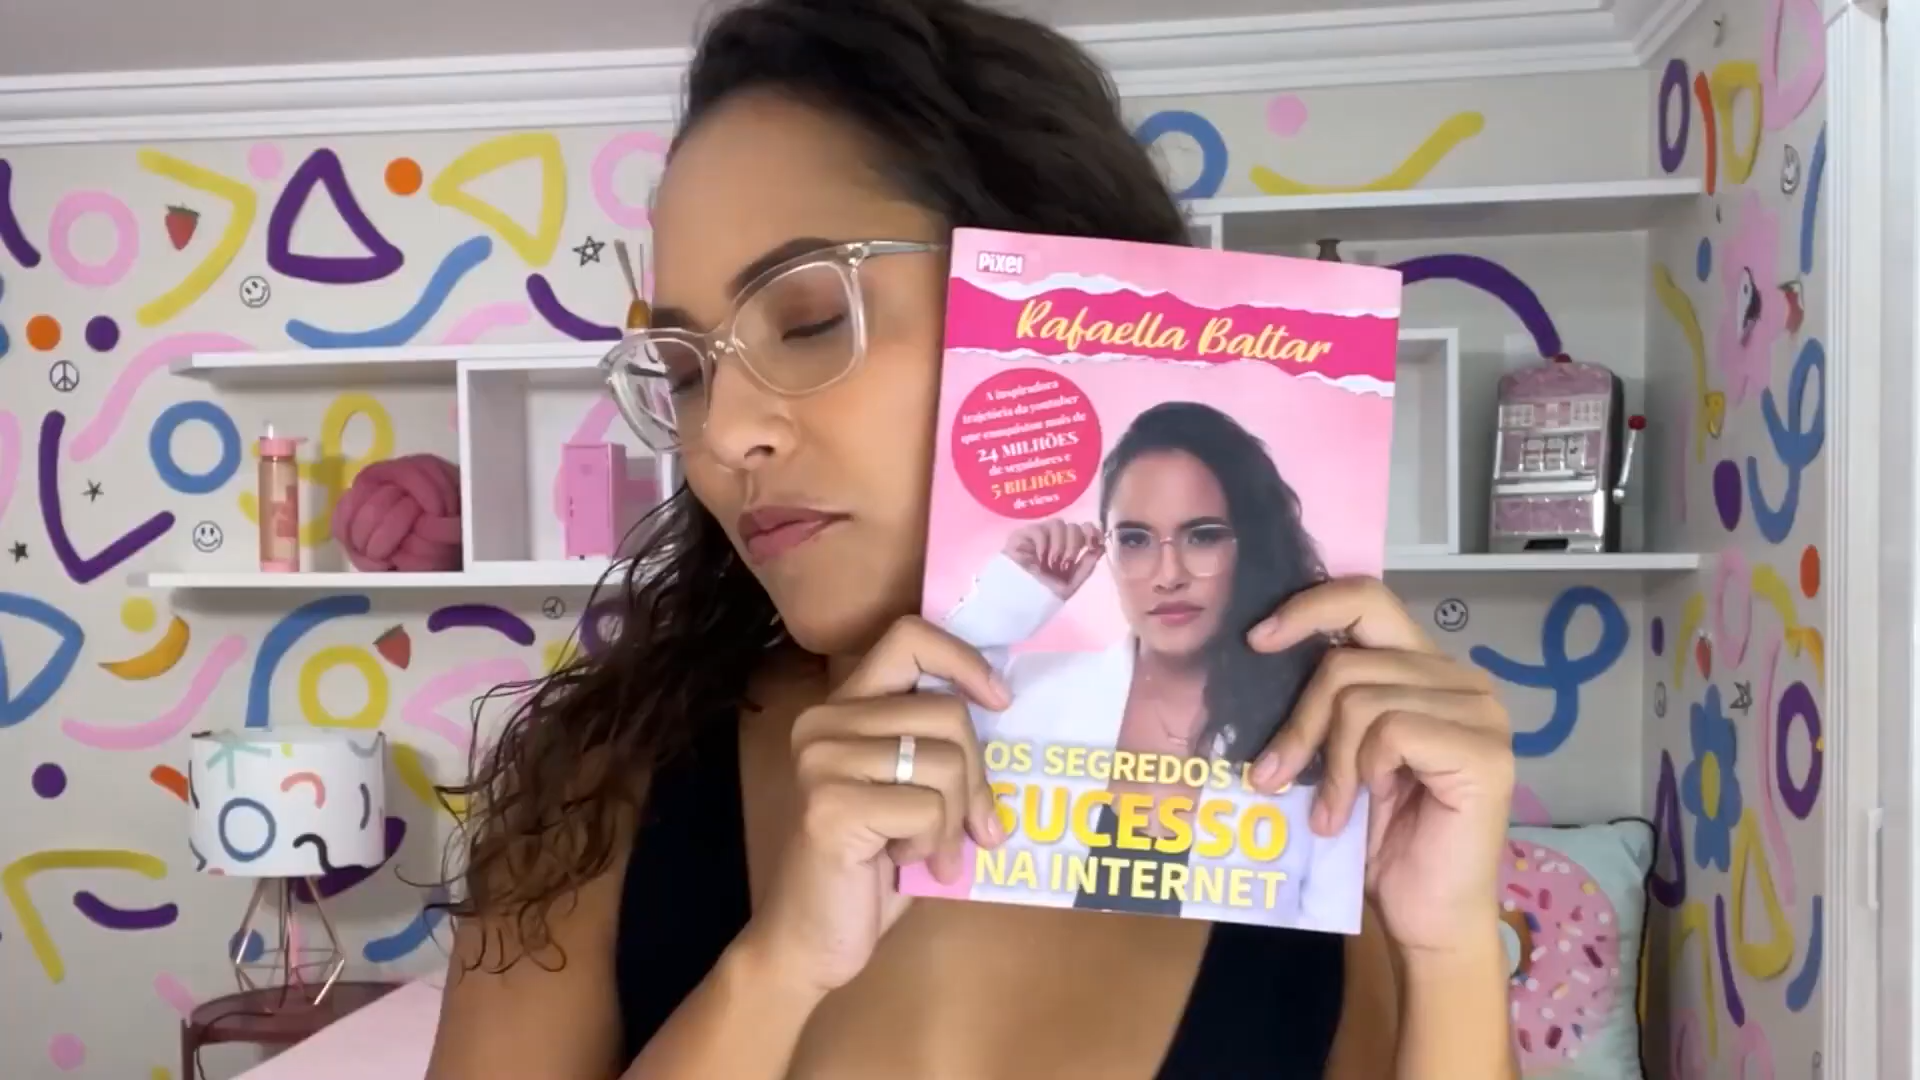 Pixel
Rafaella Baltar
A inspiradora
trajetória da youtuber
que conquistou mais de
24 MILHÕES
de seguidores e
5 BILHÕES
de views
OS SEGREDOS
SUCESSO
NA INTERNET